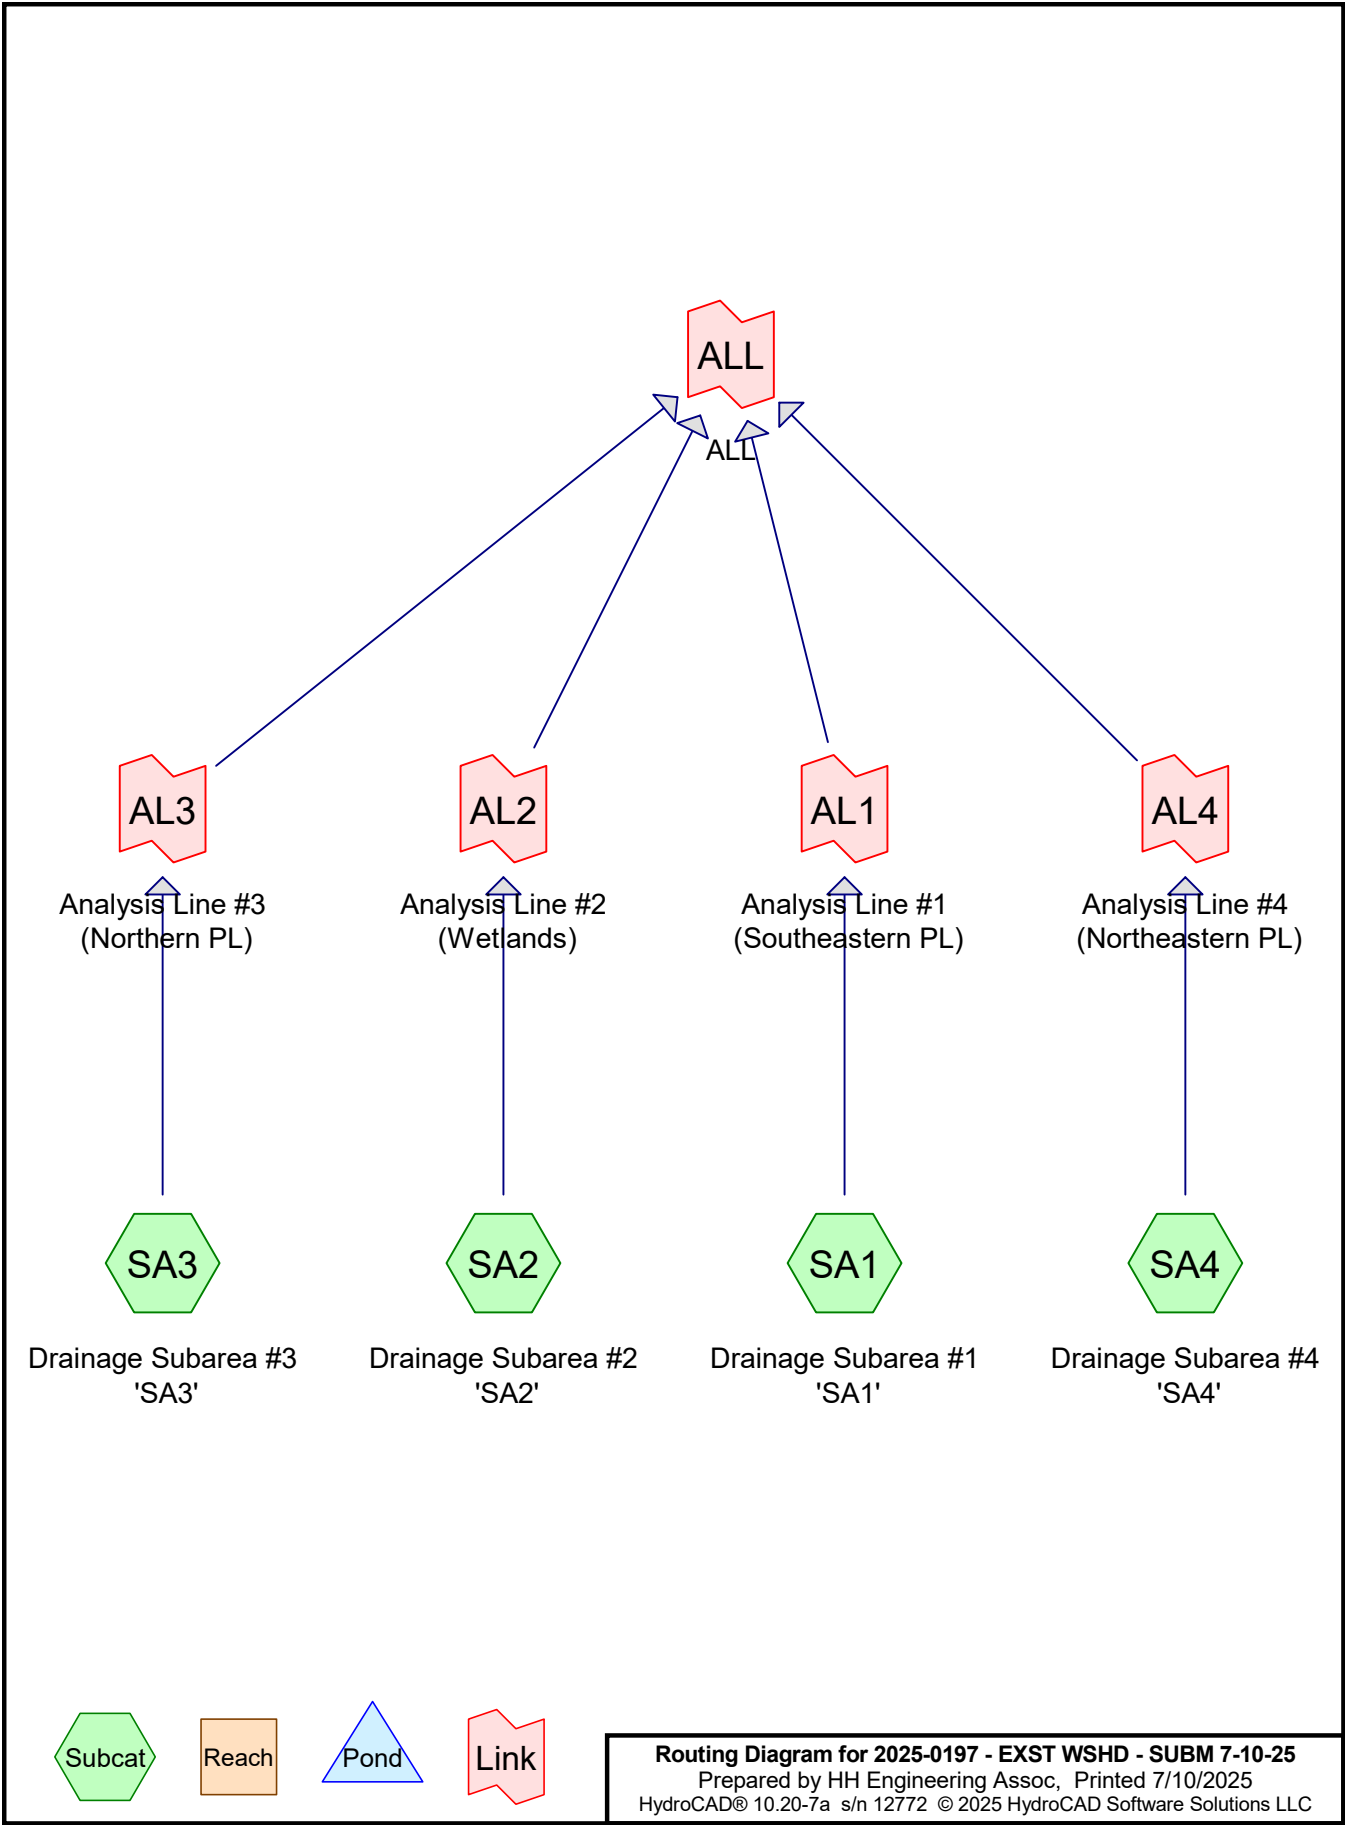 ALL
ALL
AL3
AL2
AL1
AL4
Analysis Line #3
(Northern PL)
Analysis Line #2
(Wetlands)
Analysis Line #1
(Southeastern PL)
Analysis Line #4
(Northeastern PL)
SA3
SA2
SA1
SA4
Drainage Subarea #3
'SA3'
Drainage Subarea #2
'SA2'
Drainage Subarea #1
'SA1'
Drainage Subarea #4
'SA4'
Subcat
Reach
Pond
Link
Routing Diagram for 2025-0197 - EXST WSHD - SUBM 7-10-25
Prepared by HH Engineering Assoc, Printed 7/10/2025
HydroCAD® 10.20-7a s/n 12772 © 2025 HydroCAD Software Solutions LLC